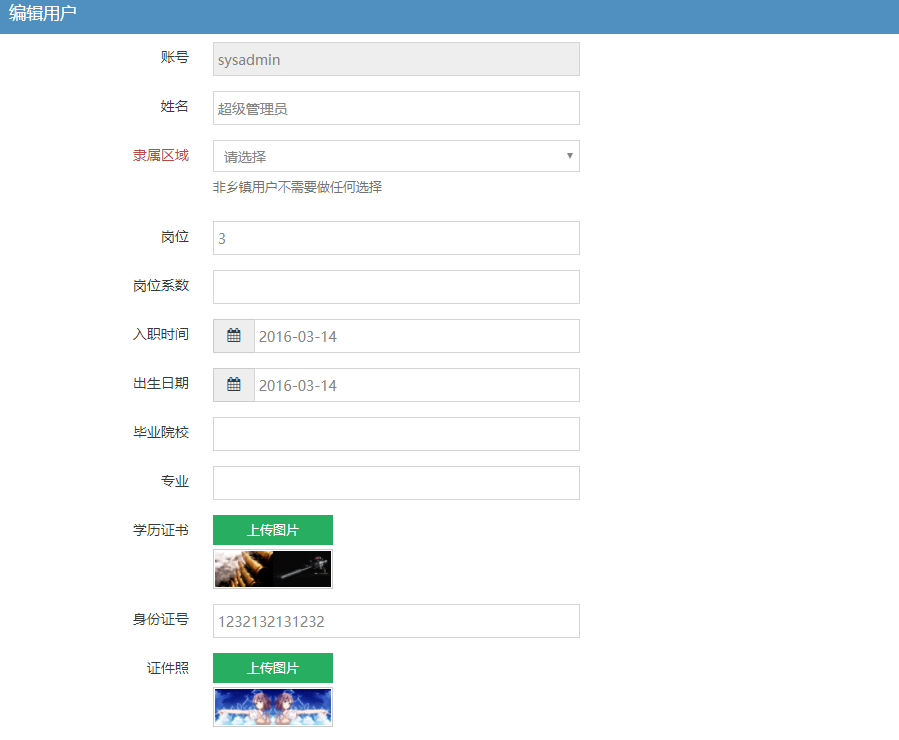 编辑用户
账号 sysadmin
姓名 超级管理员
隶属区域 请选择
非乡镇用户不需要做任何选择
岗位 3
岗位系数
入职时间 2016-03-14
出生日期 2016-03-14
毕业院校
专业
学历证书 上传图片
身份证号 1232132131232
证件照 上传图片